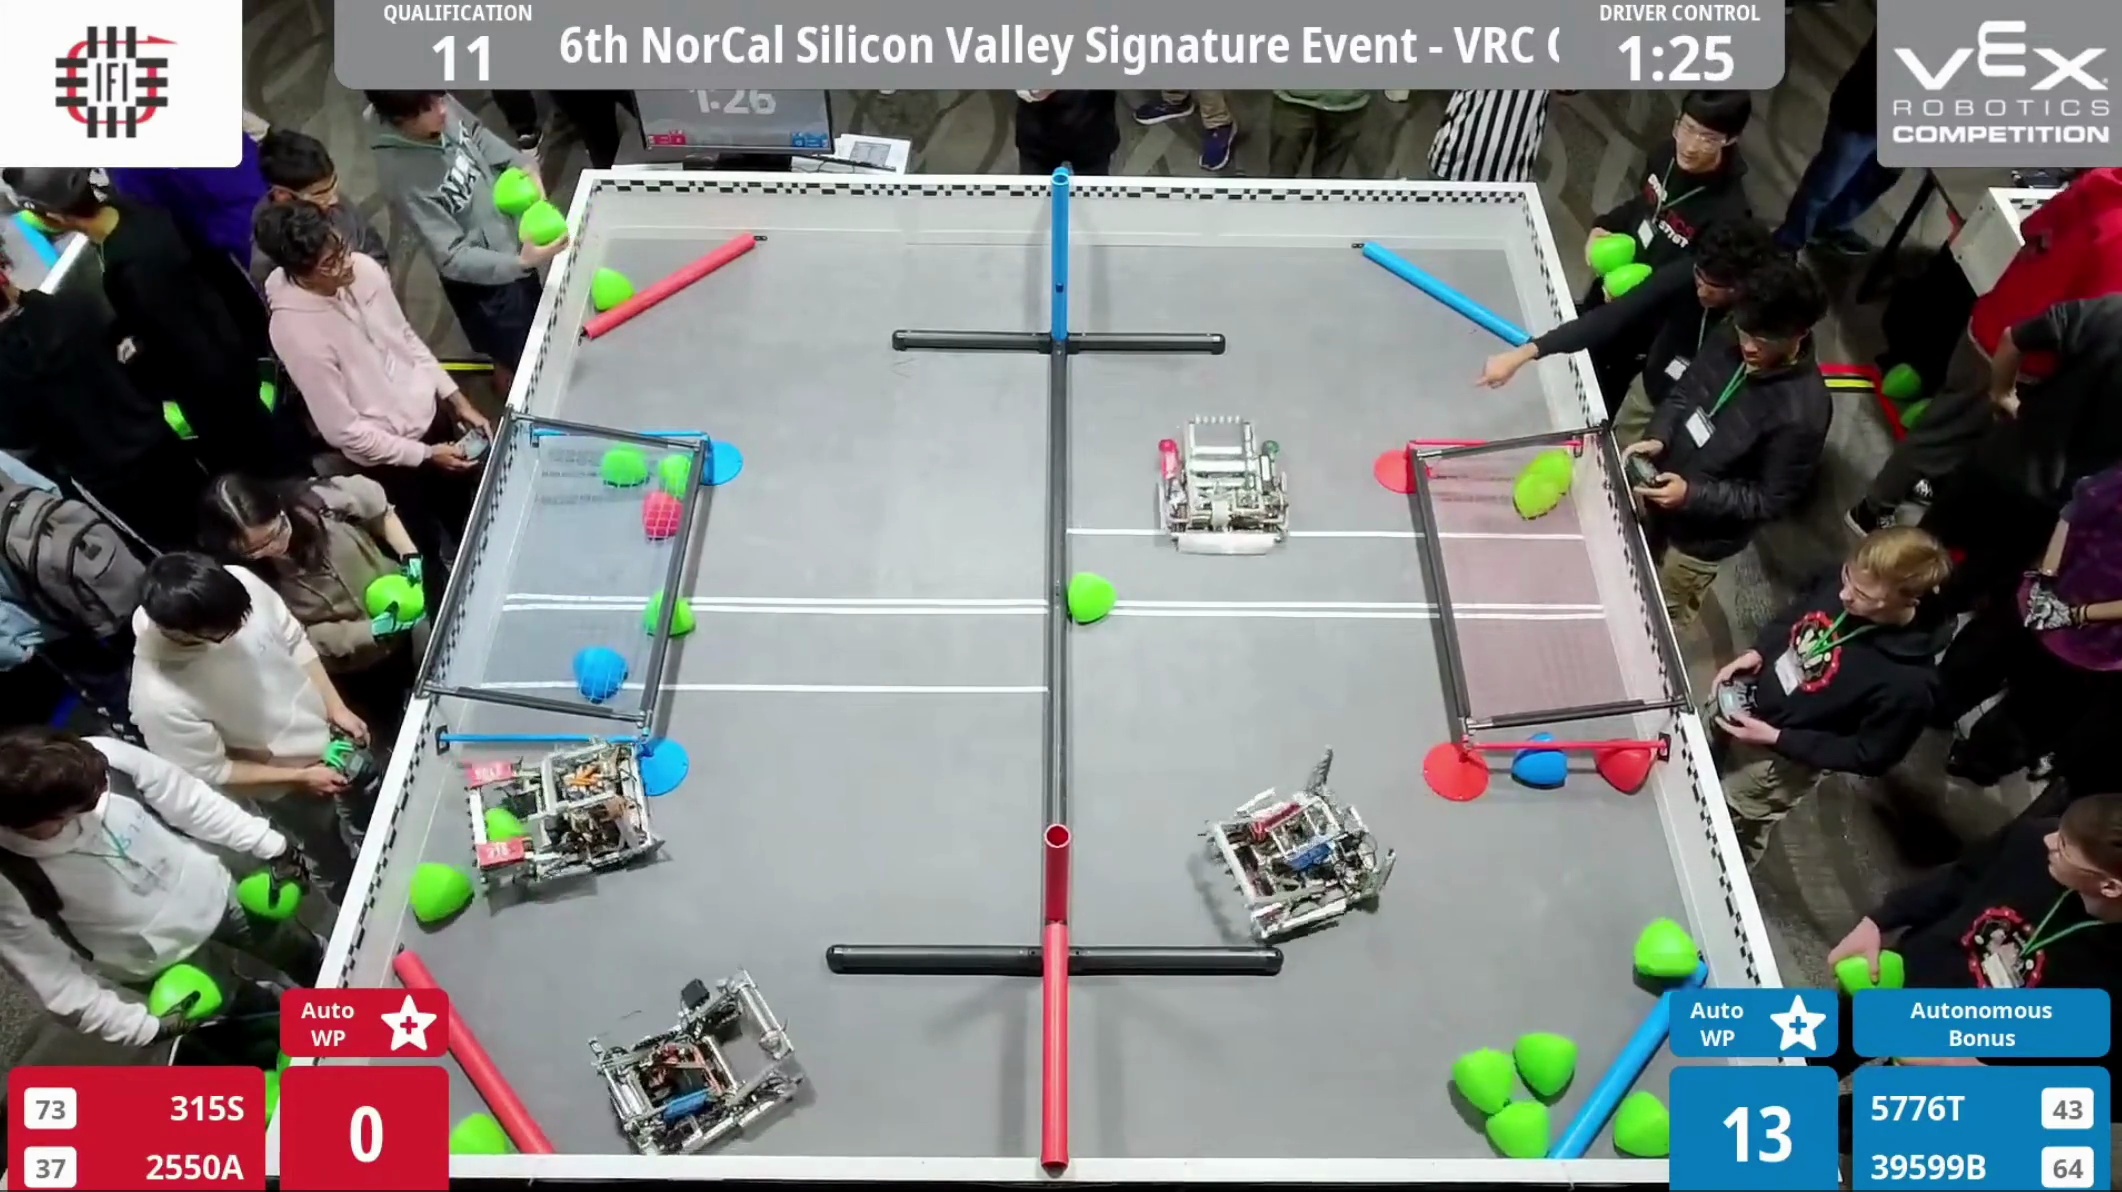 QUALIFICATION
11
6th NorCal Silicon Valley Signature Event - VRC
DRIVER CONTROL
1:25
IFI
VEX
ROBOTICS
COMPETITION
1:26
Auto
WP
73 315S
37 2550A
0
Auto
WP
Autonomous
Bonus
13
5776T 43
39599B 64